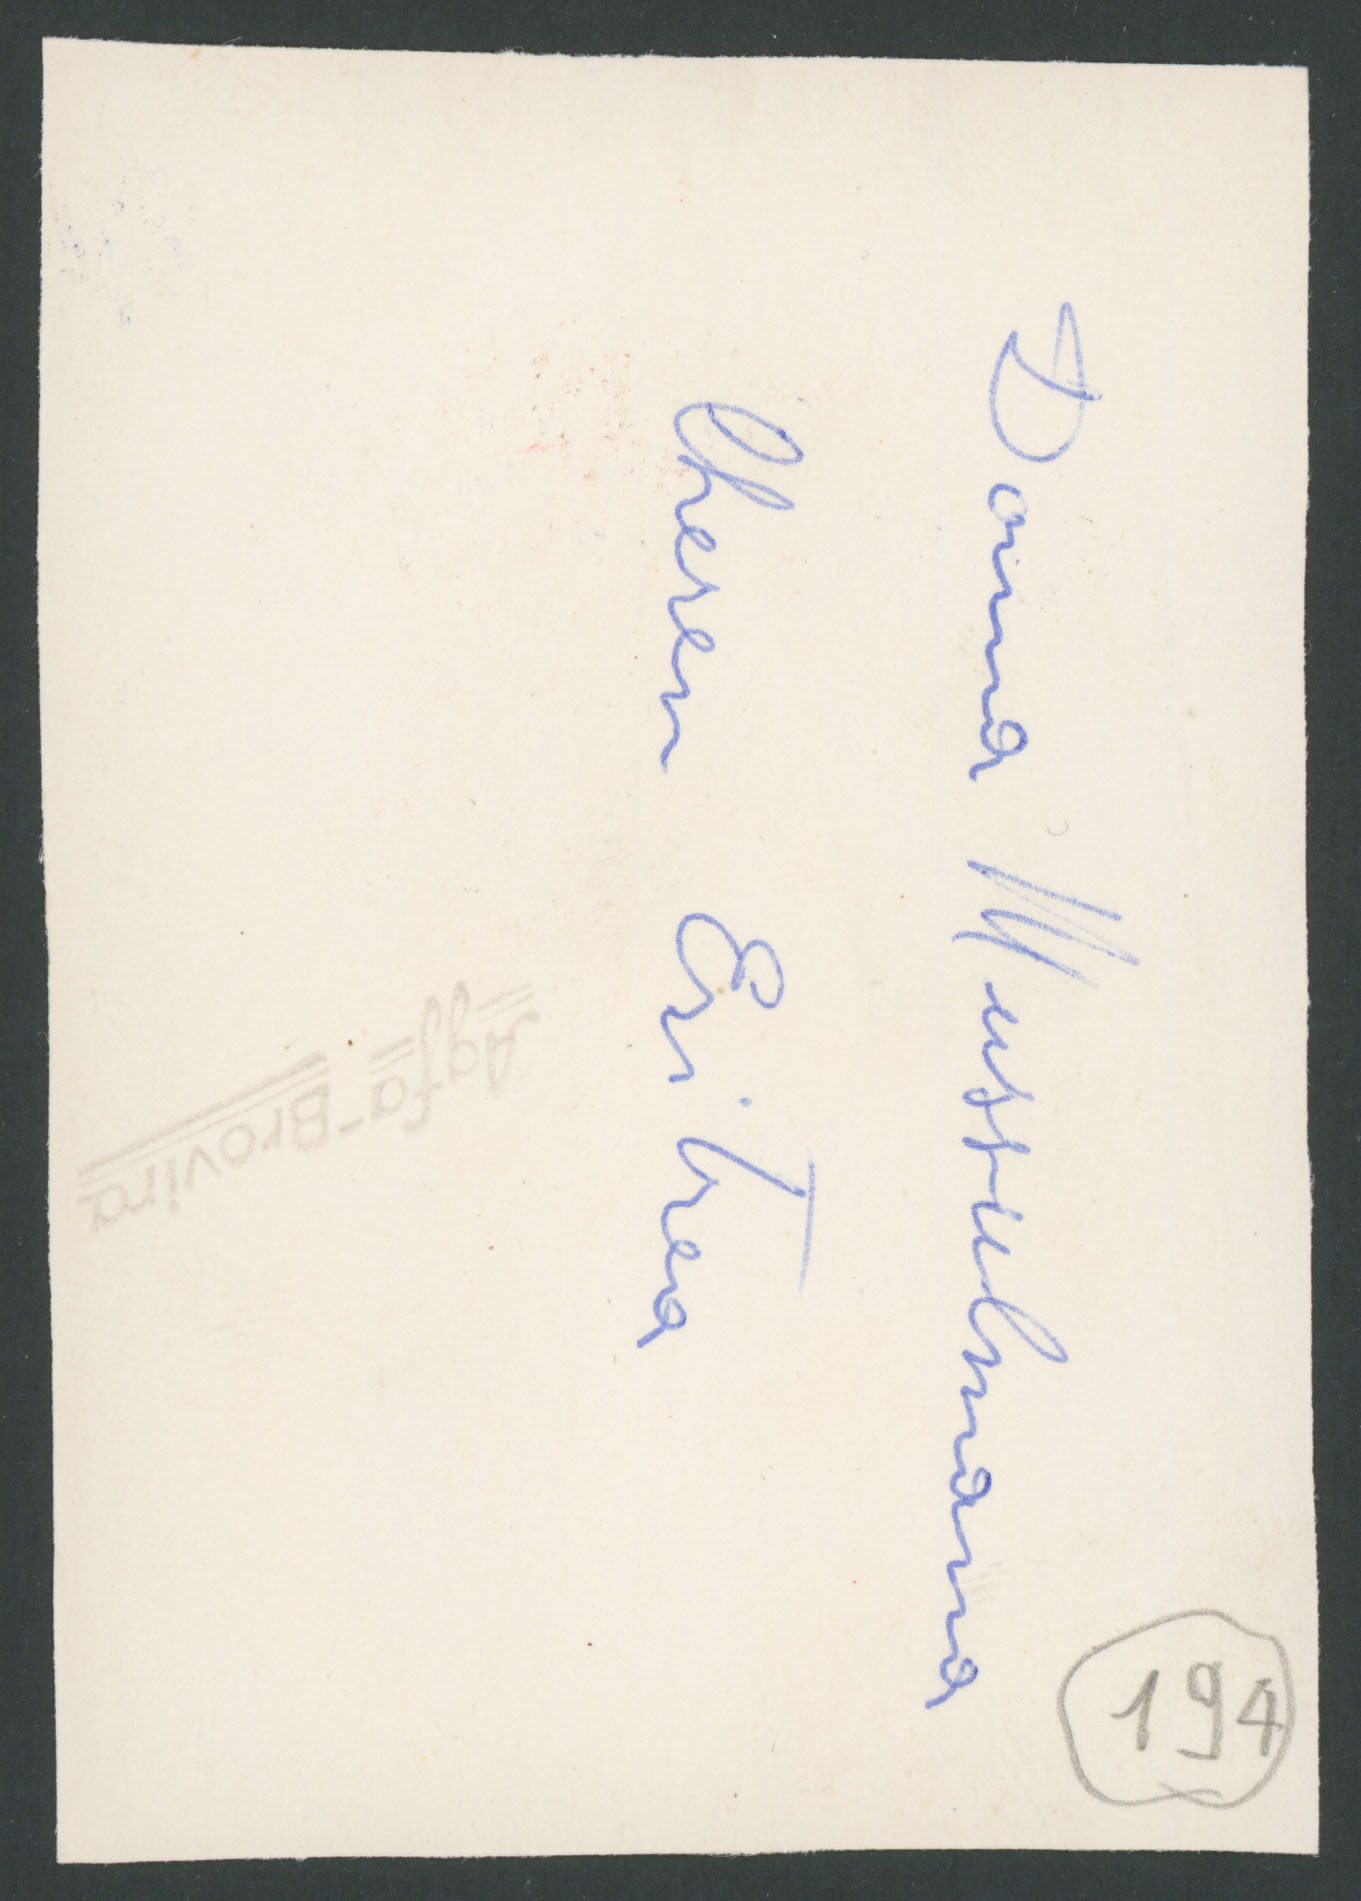 Donna Mussulmana
Cheren Eritrea
194
Agfa-Brovira